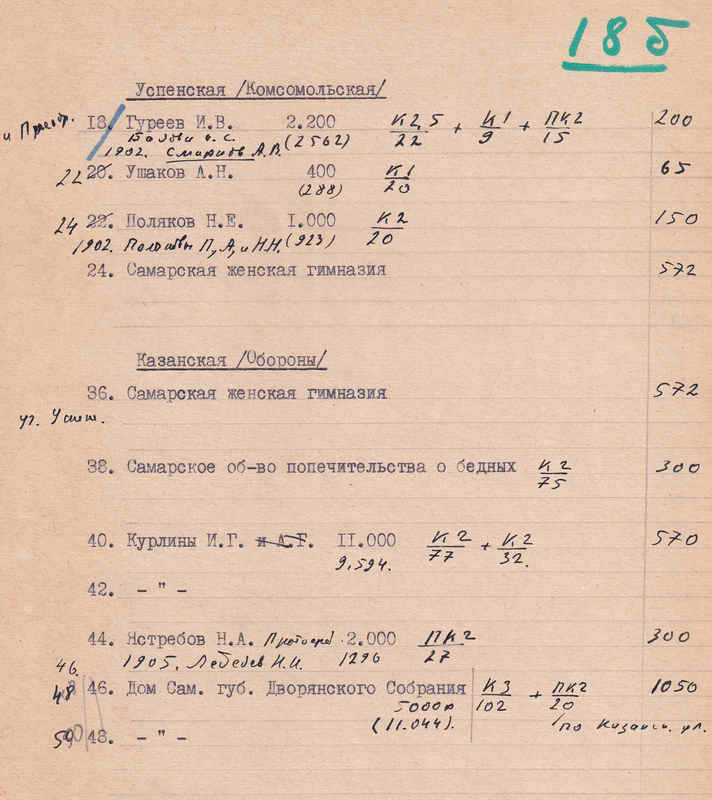 18б
Успенская /Комсомольская/
и
18. Гуреев И.В. 2.200 К2,5/22 + К1/9 + ПК2/15 200
1902. А.В. (2562)
22 20. Ушаков А.Н. 400 К1/20 65
(288)
24 22. Поляков Н.Е. 1.000 К2/20 150
1902. П, А, и Н.Н. (923)
24. Самарская женская гимназия 572
Казанская /Обороны/
36. Самарская женская гимназия 572
уг. Успен.
38. Самарское об-во попечительства о бедных К2/75 300
40. Курлины И.Г. и А.Г. 11.000 К2/77 + К2/32. 570
9.594.
42. - " -
44. Ястребов Н.А. 2.000 ПК2/27 300
46. 1905. Лебедев Н.И. 1296
48 46. Дом Сам. губ. Дворянского Собрания К3/102 + ПК2/20 1050
5000
(11.044). по Казанск. ул.
50 48. - " -